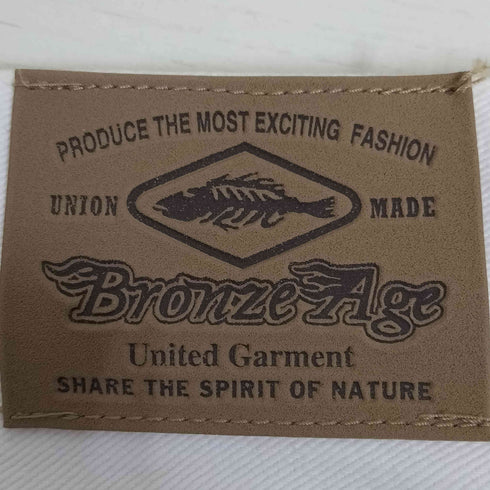 PRODUCE THE MOST EXCITING FASHION
UNION MADE
Bronze Age
United Garment
SHARE THE SPIRIT OF NATURE